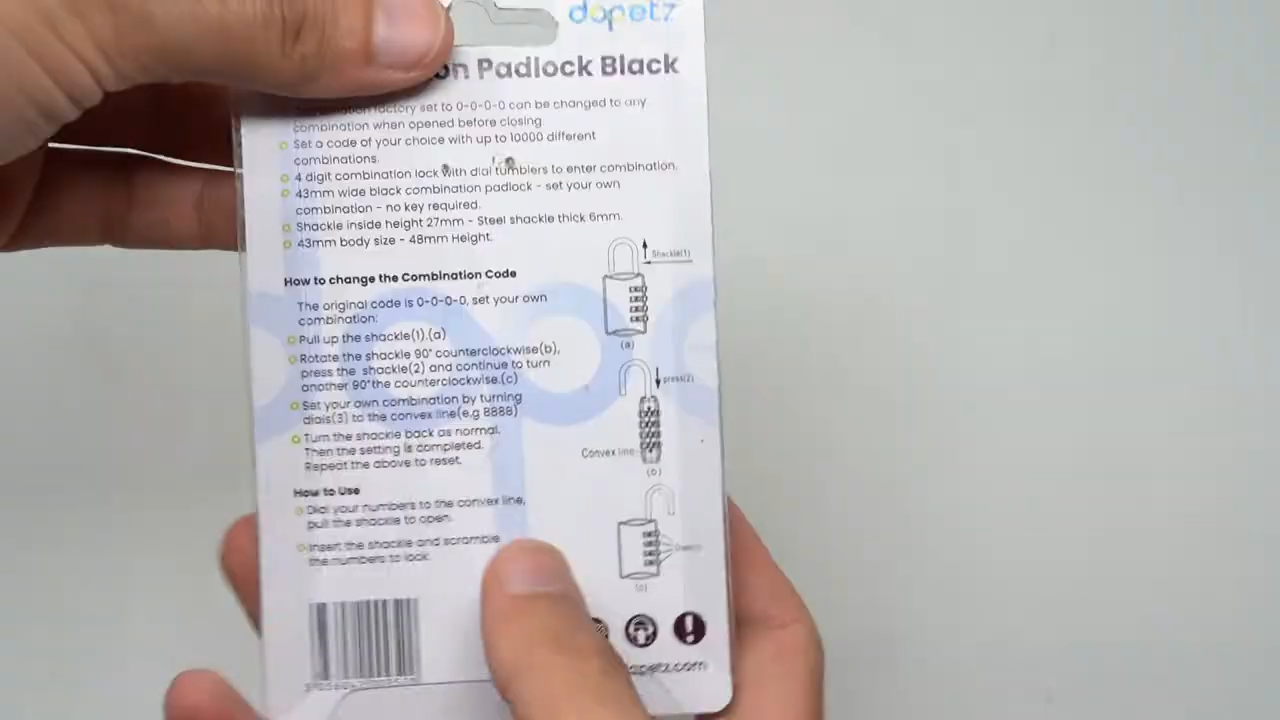 dopetz
on Padlock Black
factory set to 0-0-0-0 can be changed to any
combination when opened before closing.
Set a code of your choice with up to 10000 different
combinations.
4 digit combination lock with dial tumblers to enter combination.
43mm wide black combination padlock - set your own
combination - no key required.
Shackle inside height 27mm - Steel shackle thick 6mm.
43mm body size - 48mm Height.
Shackle(1)
How to change the Combination Code
The original code is 0-0-0-0, set your own
combination:
Pull up the shackle(1).(a)
(a)
Rotate the shackle 90° counterclockwise(b),
press the shackle(2) and continue to turn
another 90°the counterclockwise.(c)
press(2)
Set your own combination by turning
dials(3) to the convex line(e.g 8888)
Turn the shackle back as normal.
Then the setting is completed.
Repeat the above to reset.
Convex line
(b)
How to Use
Dial your numbers to the convex line,
pull the shackle to open.
Insert the shackle and scramble
the numbers to lock.
(c)
dopetz.com